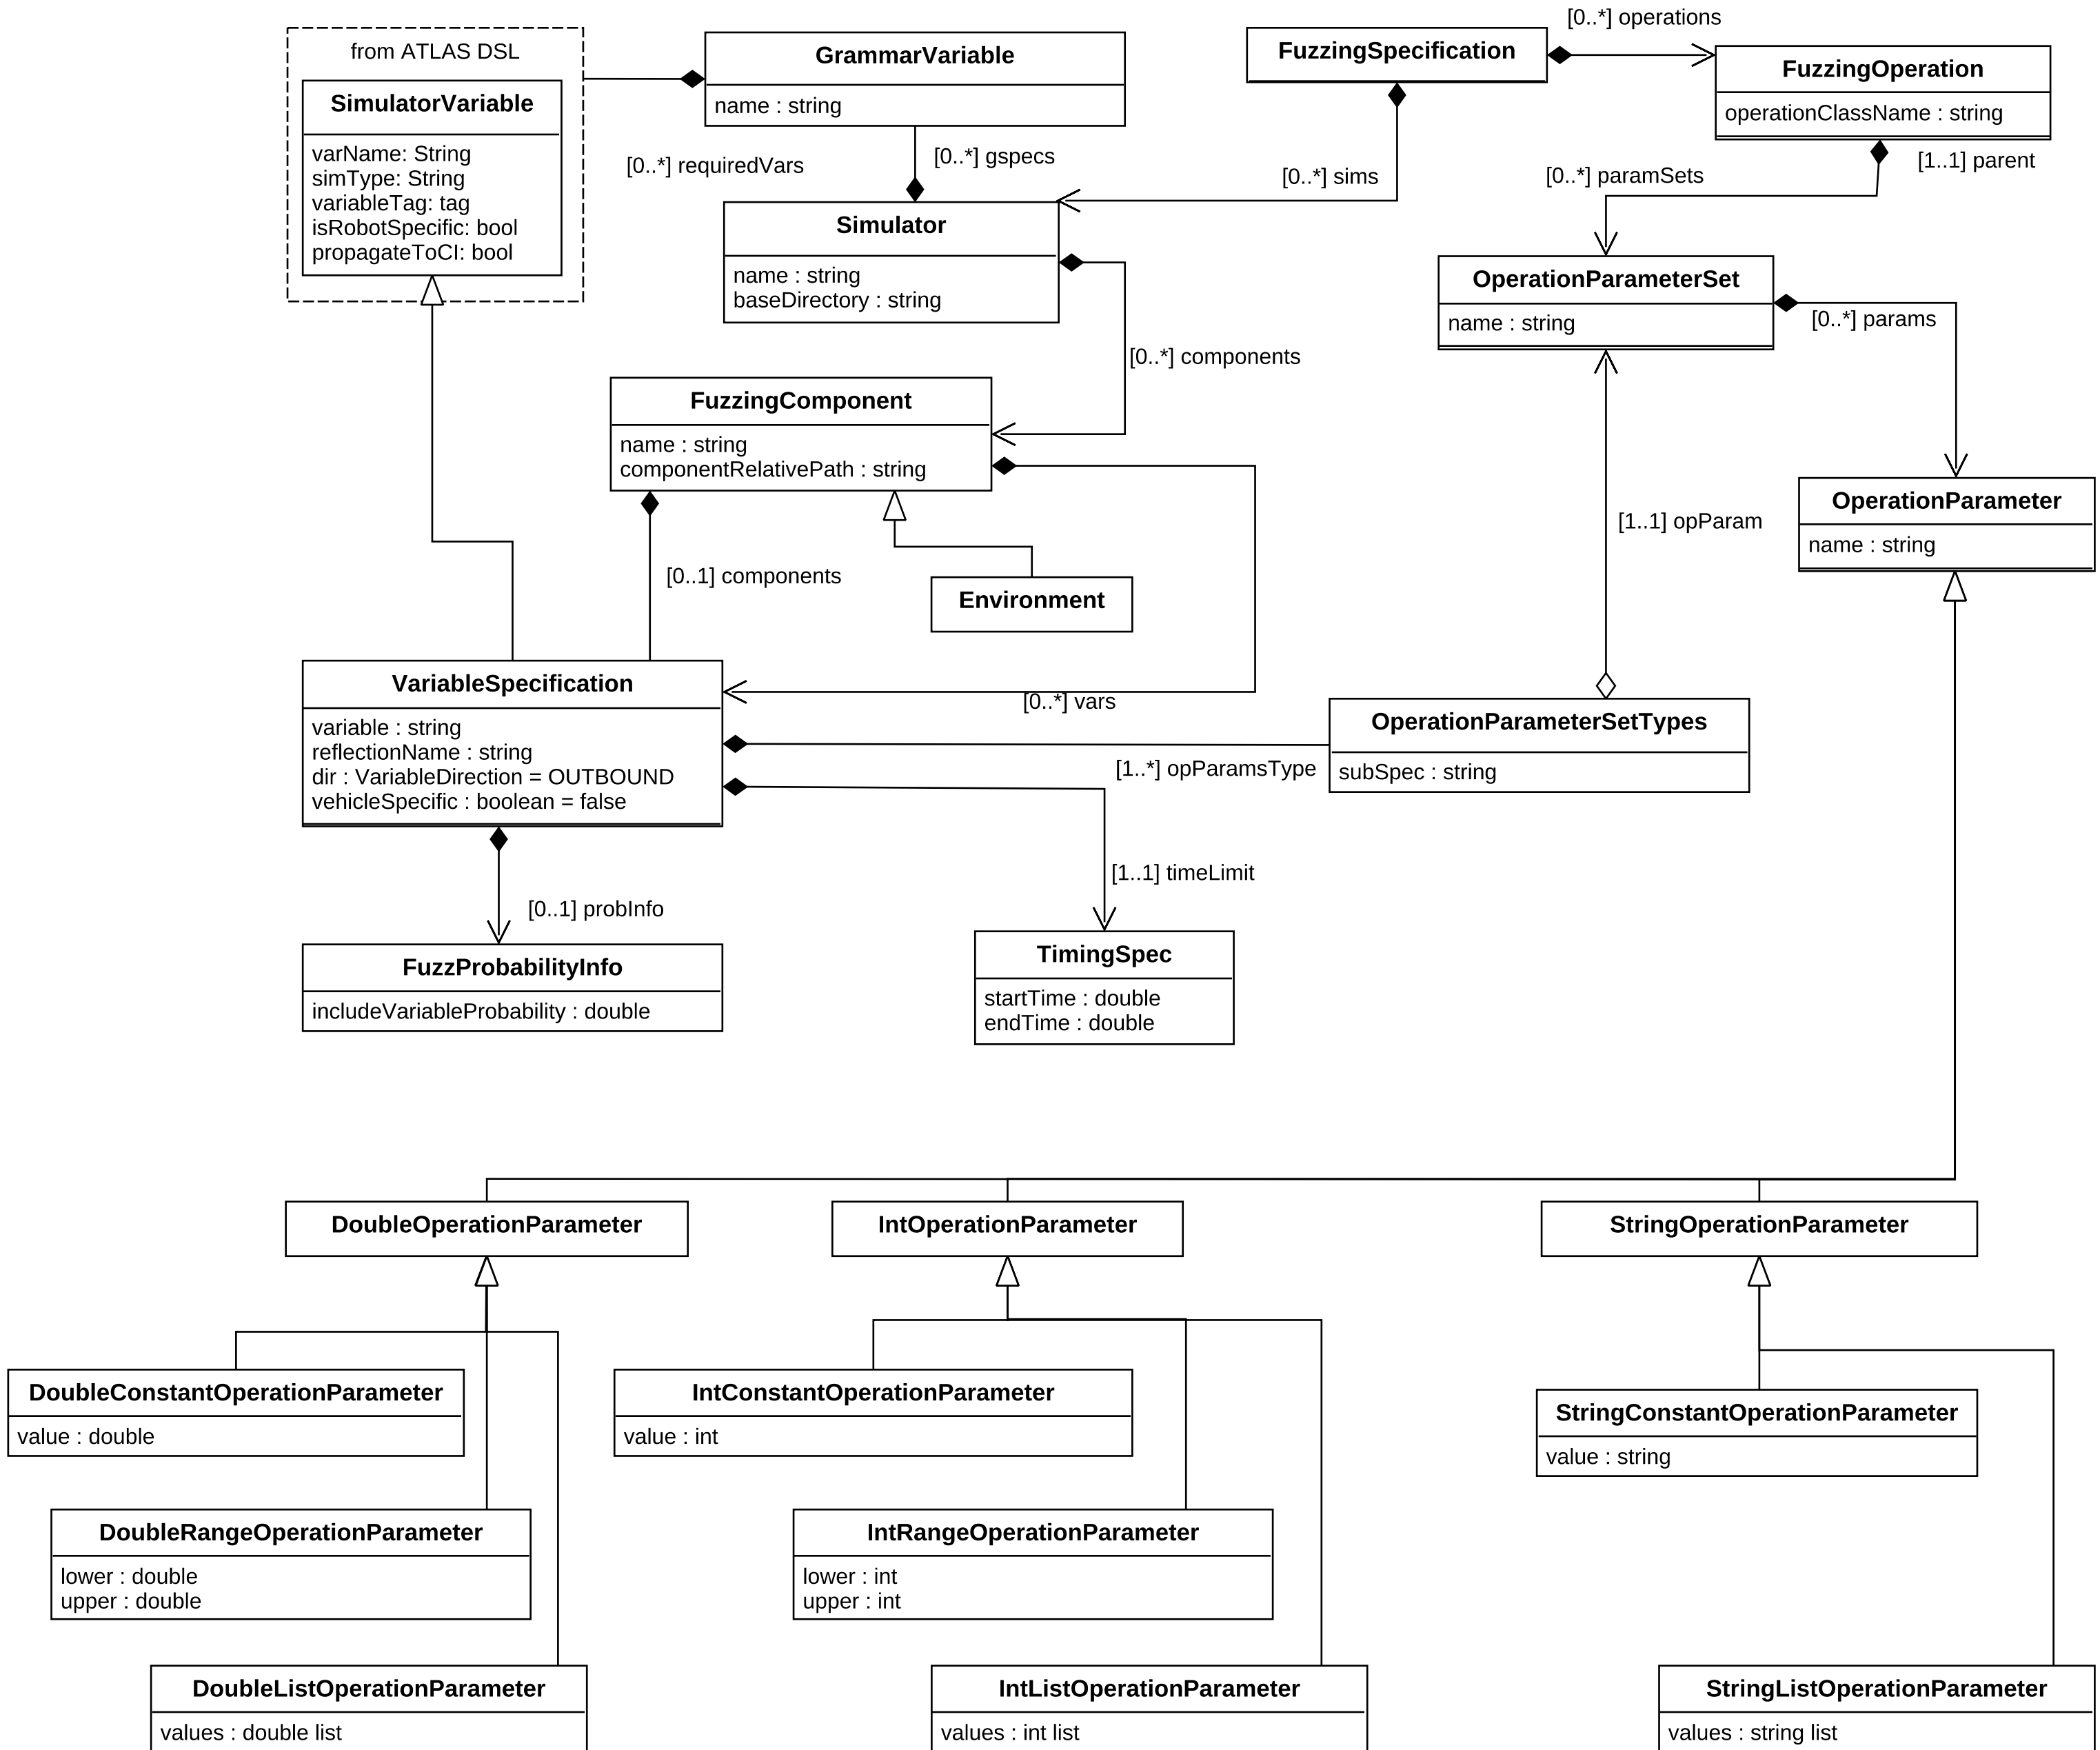 [0..*] operations
from ATLAS DSL
GrammarVariable
name : string
FuzzingSpecification
FuzzingOperation
operationClassName : string
SimulatorVariable
varName: String
simType: String
variableTag: tag
isRobotSpecific: bool
propagateToCI: bool
[0..*] requiredVars
[0..*] gspecs
[0..*] sims
[0..*] paramSets
[1..1] parent
Simulator
name : string
baseDirectory : string
OperationParameterSet
name : string
[0..*] params
[0..*] components
FuzzingComponent
name : string
componentRelativePath : string
[1..1] opParam
OperationParameter
name : string
[0..1] components
Environment
VariableSpecification
variable : string
reflectionName : string
dir : VariableDirection = OUTBOUND
vehicleSpecific : boolean = false
[0..*] vars
OperationParameterSetTypes
subSpec : string
[1..*] opParamsType
[1..1] timeLimit
[0..1] probInfo
FuzzProbabilityInfo
includeVariableProbability : double
TimingSpec
startTime : double
endTime : double
DoubleOperationParameter
IntOperationParameter
StringOperationParameter
DoubleConstantOperationParameter
value : double
IntConstantOperationParameter
value : int
StringConstantOperationParameter
value : string
DoubleRangeOperationParameter
lower : double
upper : double
IntRangeOperationParameter
lower : int
upper : int
DoubleListOperationParameter
values : double list
IntListOperationParameter
values : int list
StringListOperationParameter
values : string list